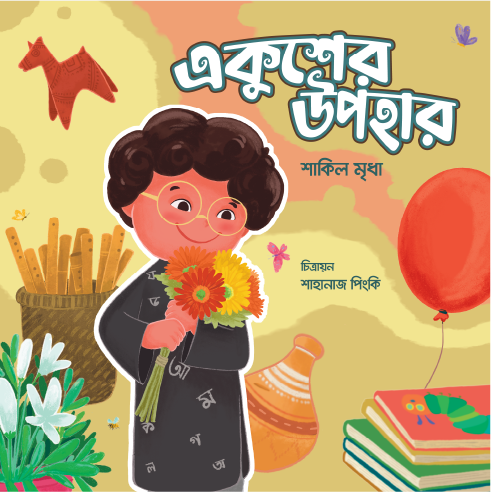 একুশের
উপহার
শাকিল মৃধা
চিত্রায়ন
শাহানাজ পিংকি
আ
ম
ক
গ
ল
অ